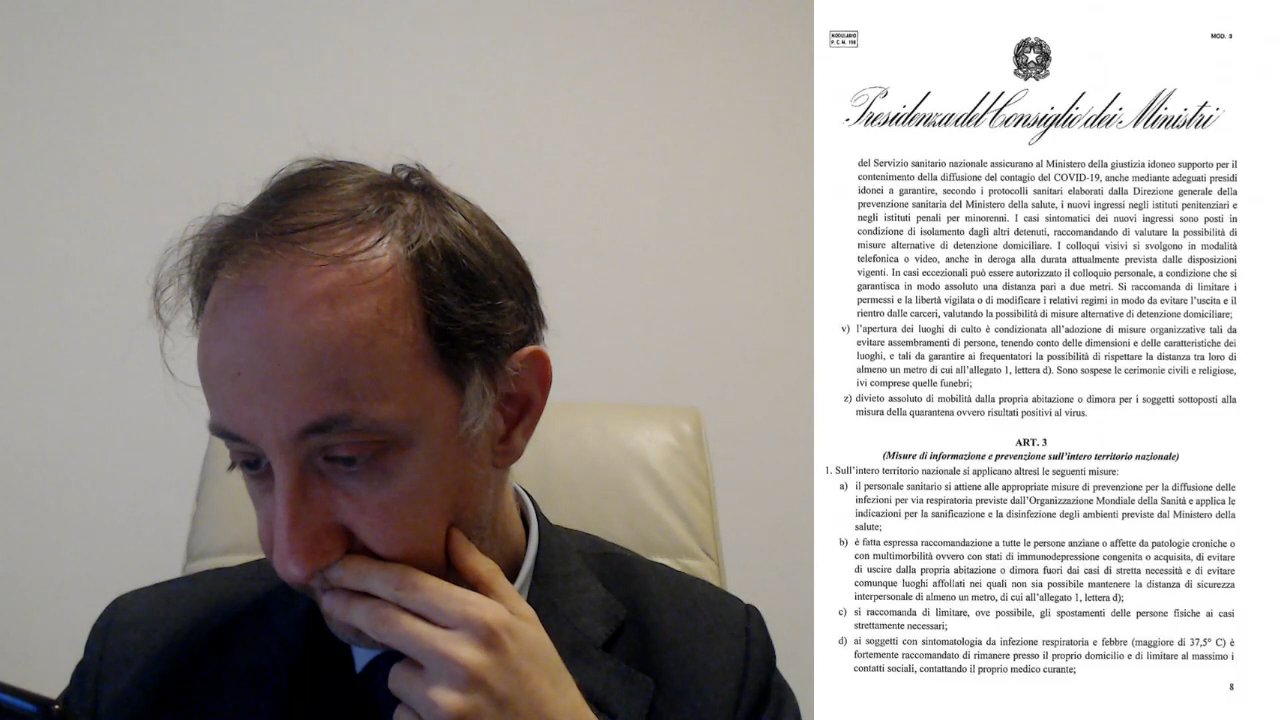 MODULARIO
P. C. M. 198
MOD. 3
Presidenza del Consiglio dei Ministri
del Servizio sanitario nazionale assicurano al Ministero della giustizia idoneo supporto per il
contenimento della diffusione del contagio del COVID-19, anche mediante adeguati presidi
idonei a garantire, secondo i protocolli sanitari elaborati dalla Direzione generale della
prevenzione sanitaria del Ministero della salute, i nuovi ingressi negli istituti penitenziari e
negli istituti penali per minorenni. I casi sintomatici dei nuovi ingressi sono posti in
condizione di isolamento dagli altri detenuti, raccomandando di valutare la possibilità di
misure alternative di detenzione domiciliare. I colloqui visivi si svolgono in modalità
telefonica o video, anche in deroga alla durata attualmente prevista dalle disposizioni
vigenti. In casi eccezionali può essere autorizzato il colloquio personale, a condizione che si
garantisca in modo assoluto una distanza pari a due metri. Si raccomanda di limitare i
permessi e la libertà vigilata o di modificare i relativi regimi in modo da evitare l'uscita e il
rientro dalle carceri, valutando la possibilità di misure alternative di detenzione domiciliare;
v) l'apertura dei luoghi di culto è condizionata all'adozione di misure organizzative tali da
evitare assembramenti di persone, tenendo conto delle dimensioni e delle caratteristiche dei
luoghi, e tali da garantire ai frequentatori la possibilità di rispettare la distanza tra loro di
almeno un metro di cui all'allegato 1, lettera d). Sono sospese le cerimonie civili e religiose,
ivi comprese quelle funebri;
z) divieto assoluto di mobilità dalla propria abitazione o dimora per i soggetti sottoposti alla
misura della quarantena ovvero risultati positivi al virus.
ART. 3
(Misure di informazione e prevenzione sull'intero territorio nazionale)
1. Sull'intero territorio nazionale si applicano altresì le seguenti misure:
a) il personale sanitario si attiene alle appropriate misure di prevenzione per la diffusione delle
infezioni per via respiratoria previste dall'Organizzazione Mondiale della Sanità e applica le
indicazioni per la sanificazione e la disinfezione degli ambienti previste dal Ministero della
salute;
b) è fatta espressa raccomandazione a tutte le persone anziane o affette da patologie croniche o
con multimorbilità ovvero con stati di immunodepressione congenita o acquisita, di evitare
di uscire dalla propria abitazione o dimora fuori dai casi di stretta necessità e di evitare
comunque luoghi affollati nei quali non sia possibile mantenere la distanza di sicurezza
interpersonale di almeno un metro, di cui all'allegato 1, lettera d);
c) si raccomanda di limitare, ove possibile, gli spostamenti delle persone fisiche ai casi
strettamente necessari;
d) ai soggetti con sintomatologia da infezione respiratoria e febbre (maggiore di 37,5° C) è
fortemente raccomandato di rimanere presso il proprio domicilio e di limitare al massimo i
contatti sociali, contattando il proprio medico curante;
8